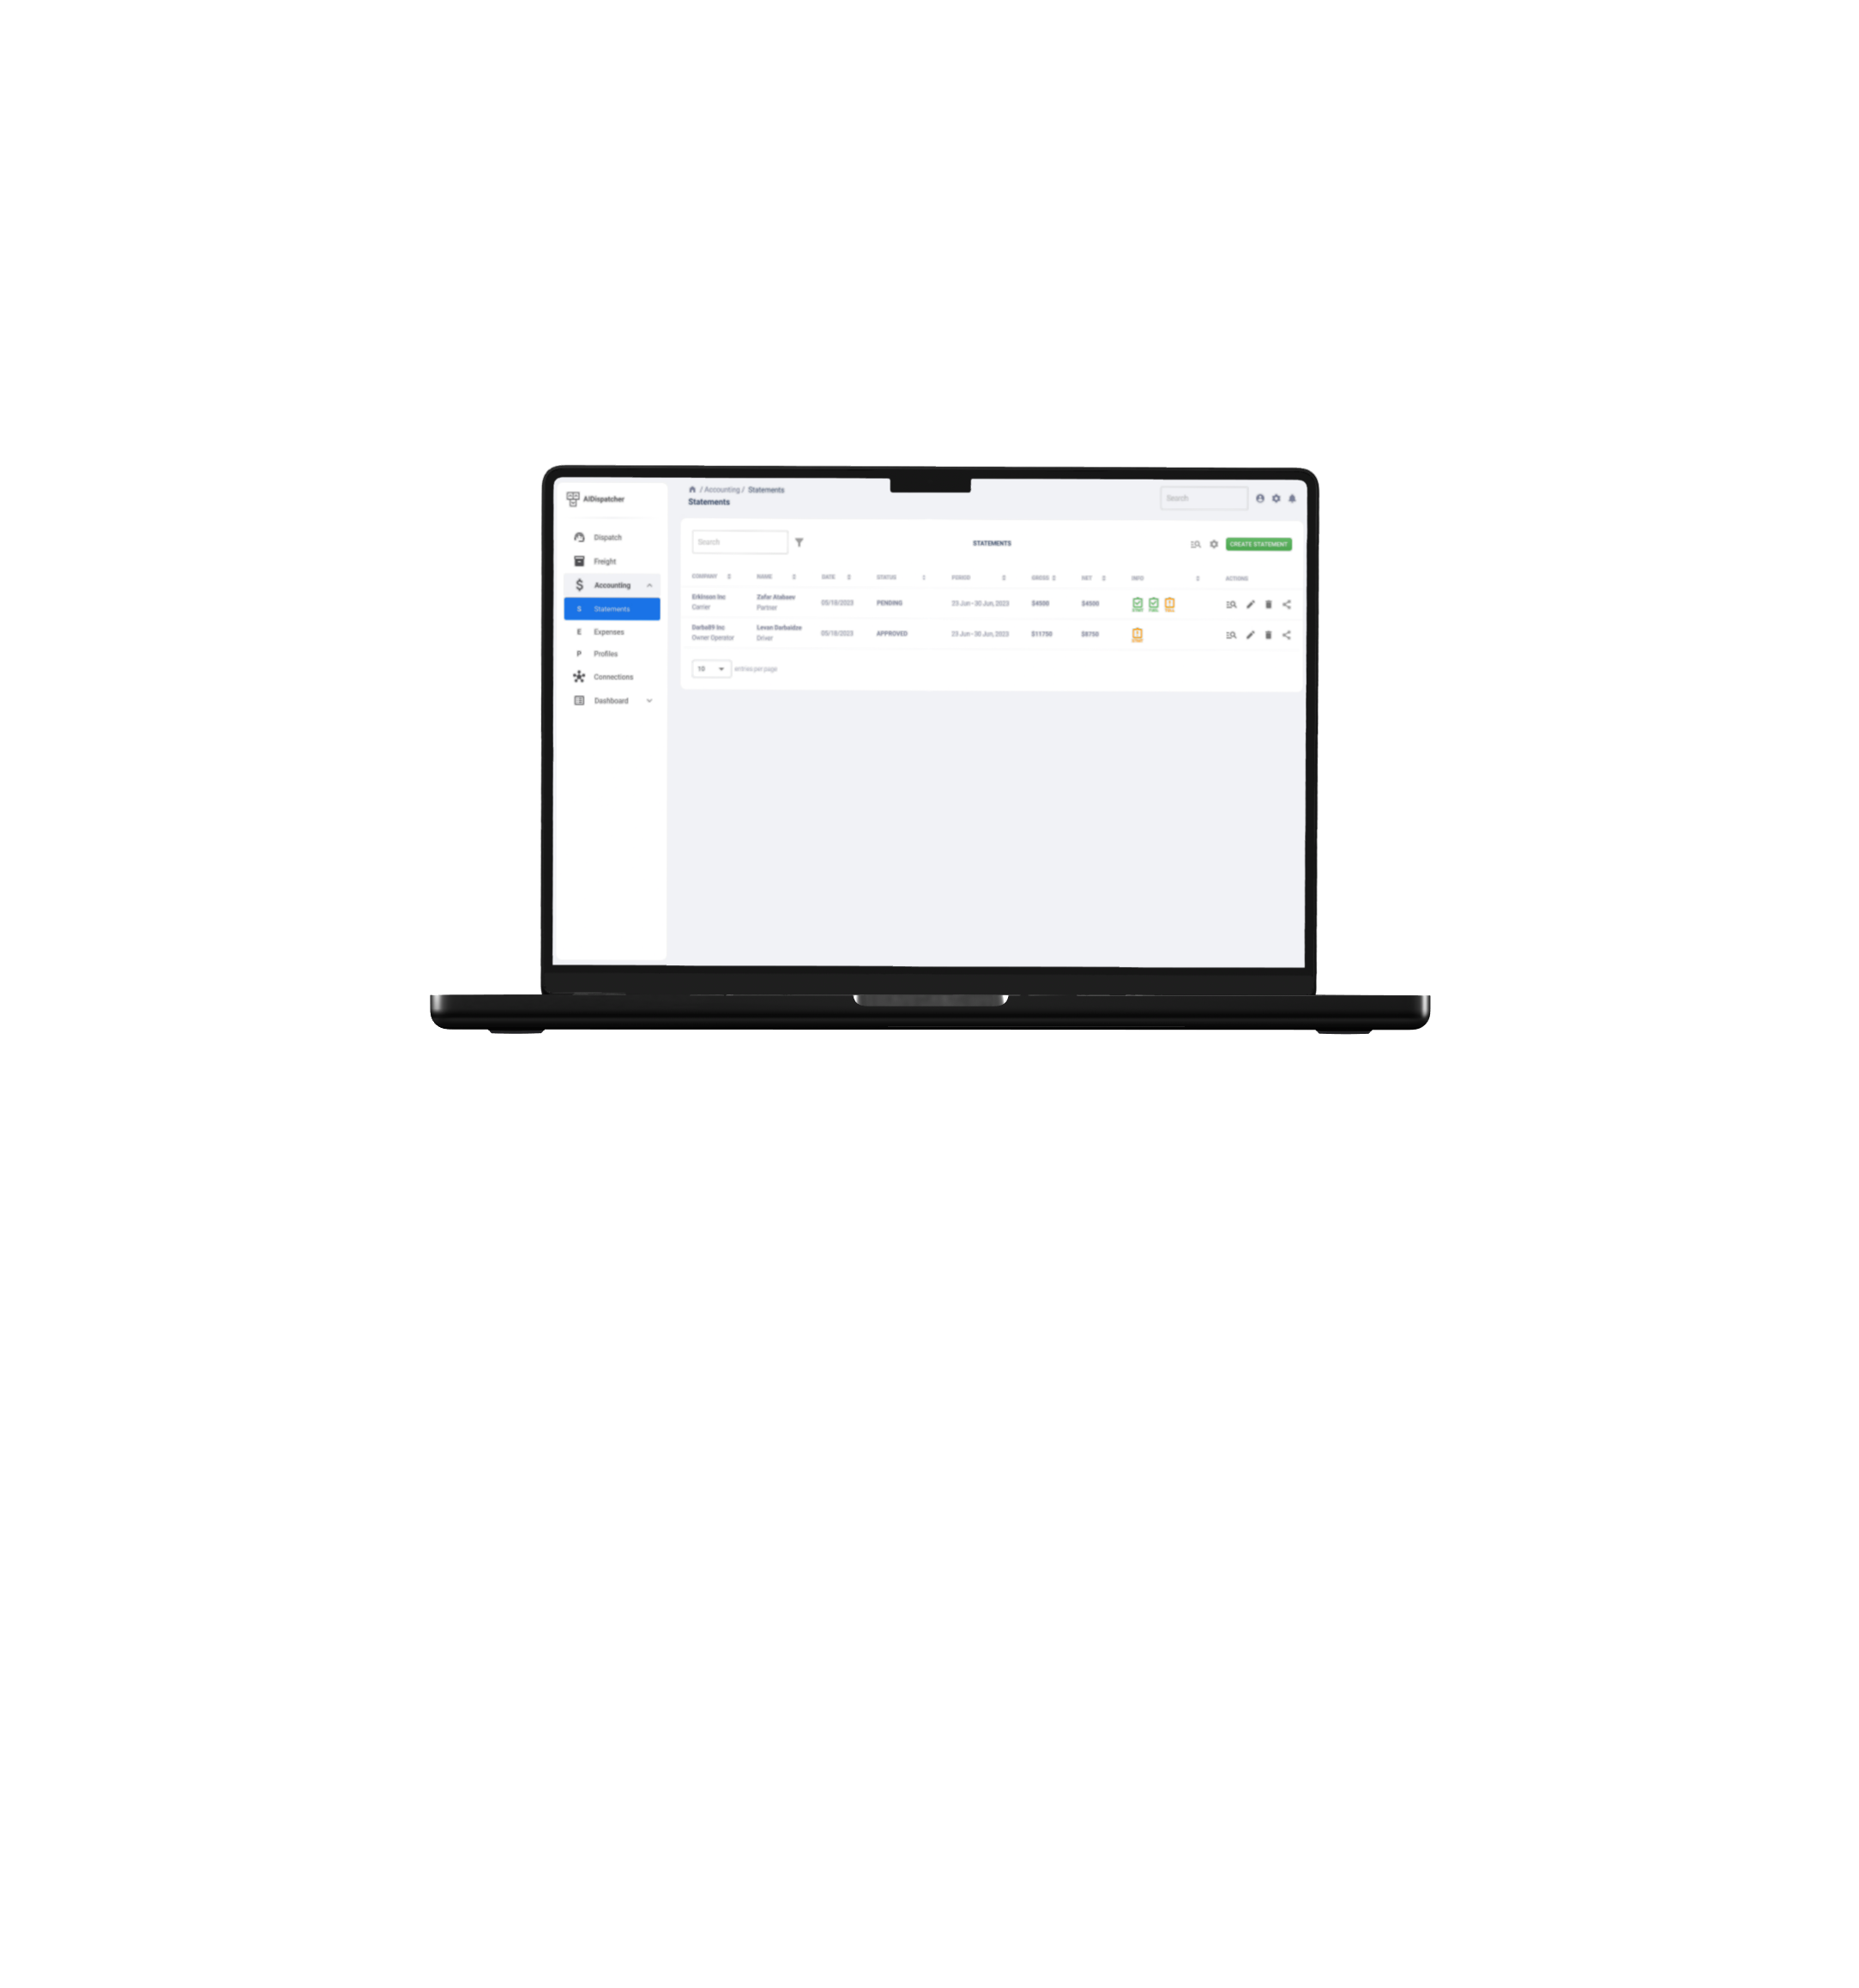 AIDispatcher
Dispatch
Freight
Accounting
S Statements
E Expenses
P Profiles
Connections
Dashboard
/ Accounting / Statements
Statements
Search
Search
STATEMENTS
CREATE STATEMENT
COMPANY NAME DATE STATUS PERIOD GROSS NET INFO ACTIONS
Erkinson Inc Zafar Atabaev 05/18/2023 PENDING 23 Jun - 30 Jun, 2023 $4500 $4500
Carrier Partner
Darba89 Inc Levan Darbaidze 05/18/2023 APPROVED 23 Jun - 30 Jun, 2023 $11750 $8750
Owner Operator Driver
10 entries per page